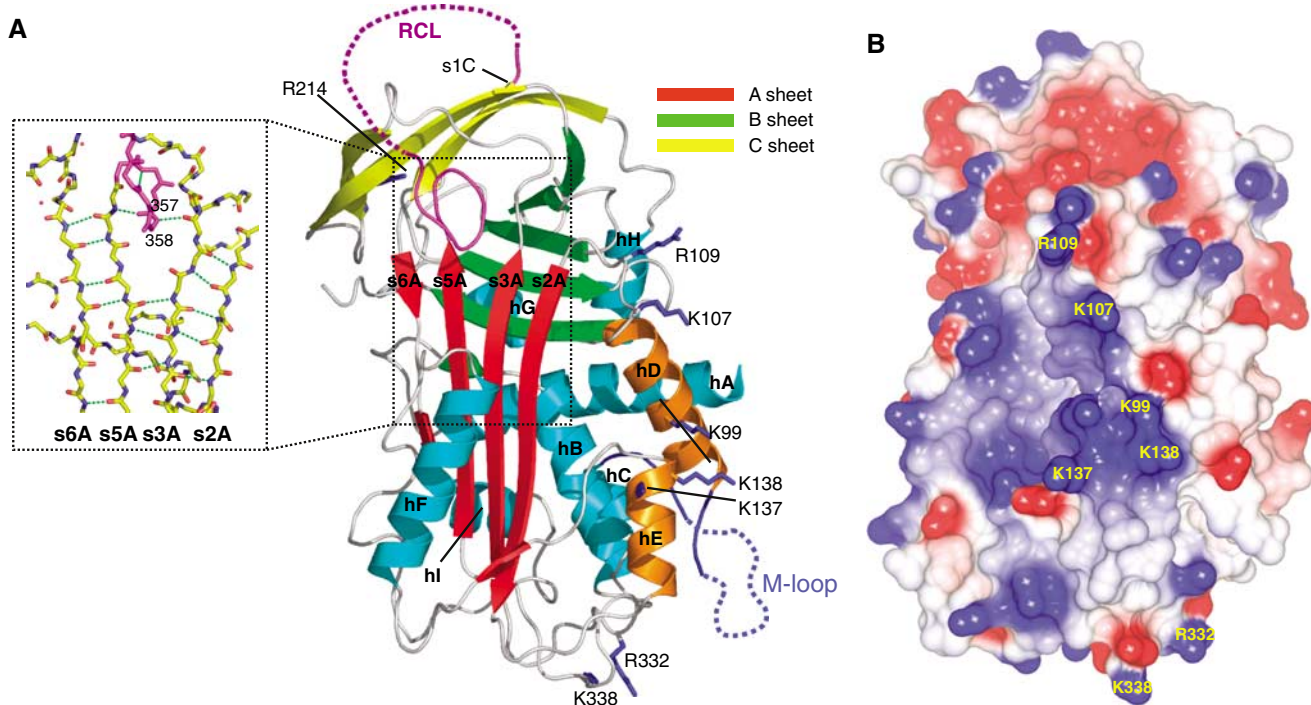 A
RCL
s1C
R214
A sheet
B sheet
C sheet
357
358
s6A s5A s3A s2A
s6A s5A s3A s2A
hH
R109
hG
K107
hD
hA
K99
hB
hC
K138
K137
hF
hE
hI
M-loop
R332
K338
B
R109
K107
K99
K138
K137
R332
K338